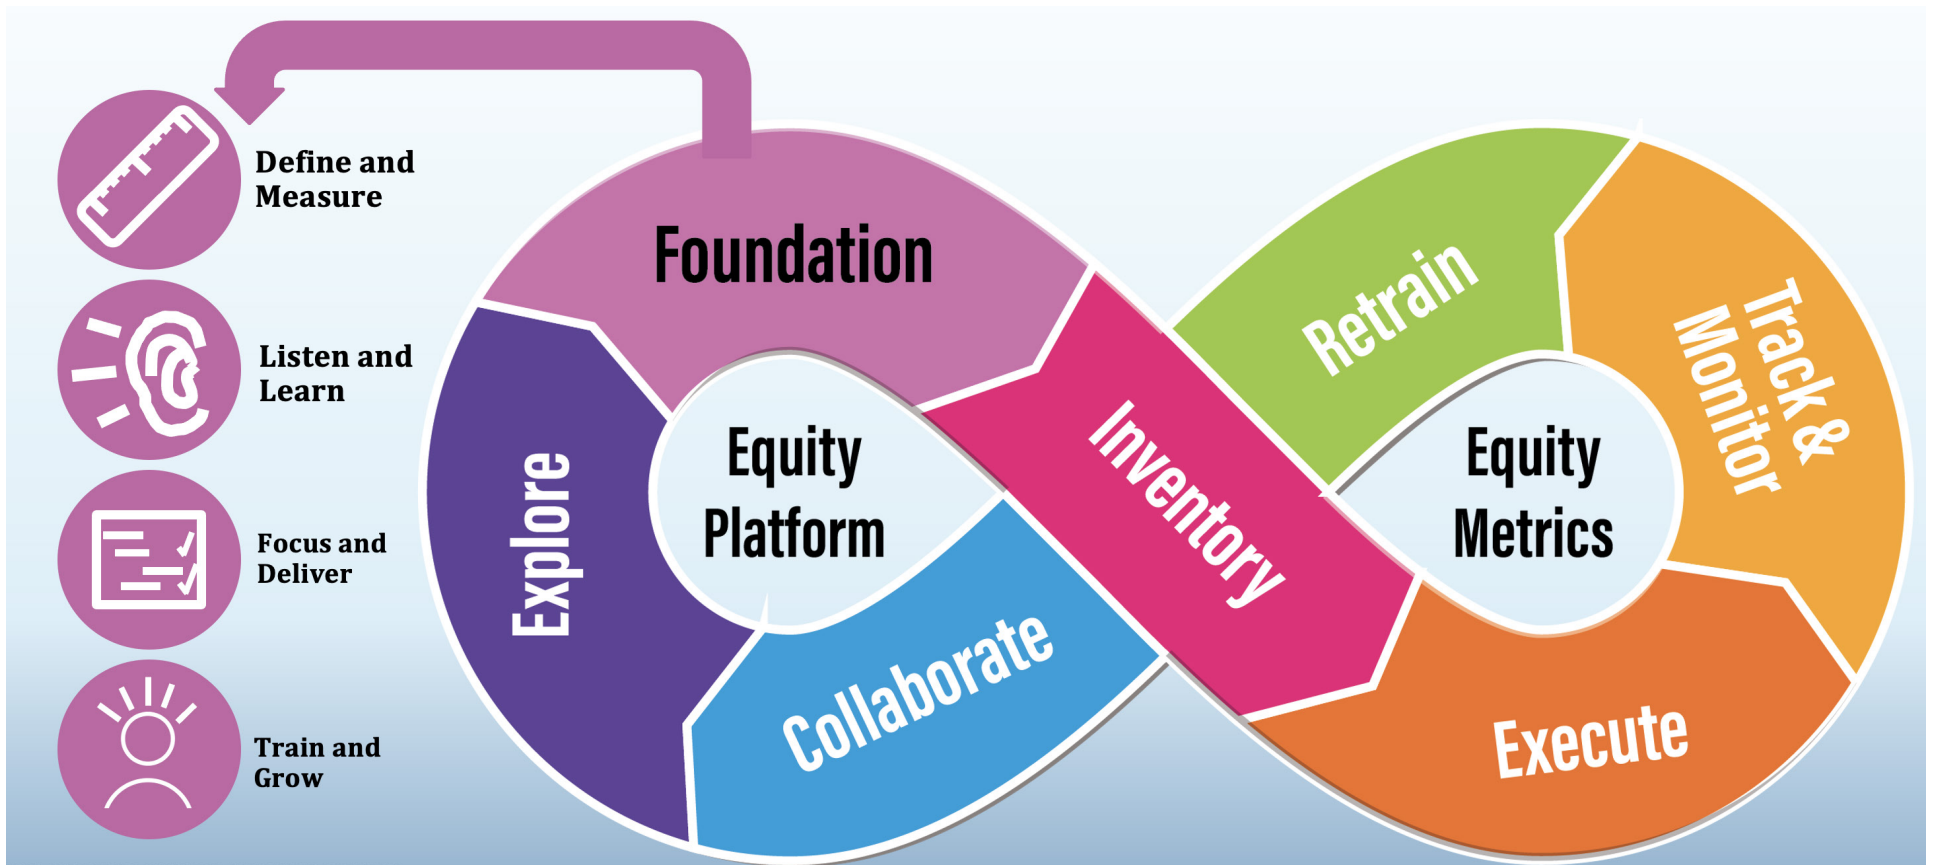 Define and
Measure
Listen and
Learn
Focus and
Deliver
Train and
Grow
Foundation
Explore
Equity
Platform
Collaborate
Inventory
Retrain
Track &
Monitor
Equity
Metrics
Execute